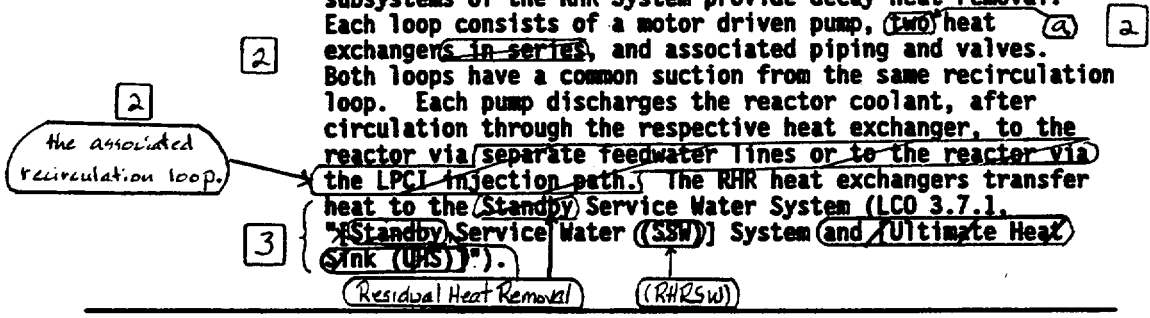 subsystems of the RHR System provide decay heat removal.
Each loop consists of a motor driven pump, two heat a 2
2 exchangers in series, and associated piping and valves.
Both loops have a common suction from the same recirculation
2 loop. Each pump discharges the reactor coolant, after
circulation through the respective heat exchanger, to the
the associated reactor via separate feedwater lines or to the reactor via
recirculation loop. the LPCI injection path. The RHR heat exchangers transfer
heat to the Standby Service Water System (LCO 3.7.1,
3 "[Standby Service Water (SSW)] System and [Ultimate Heat
Sink (UHS)]").
Residual Heat Removal (RHRSW)